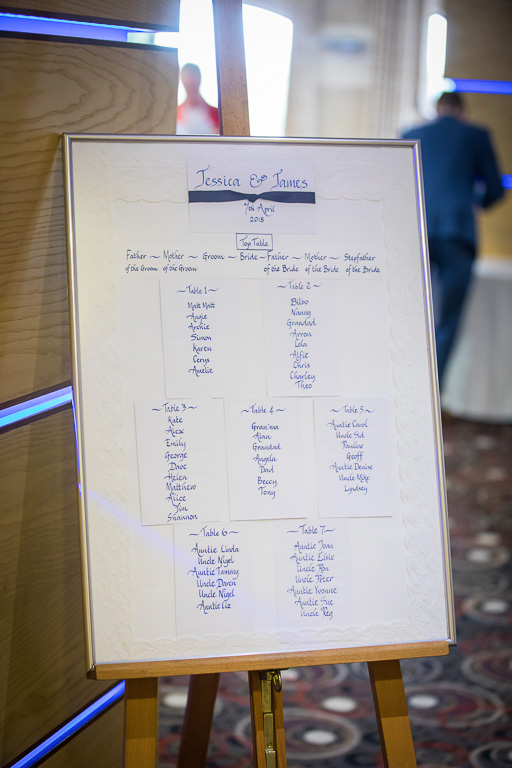 Jessica & James
7th April
2018
Top Table
Father ~ Mother ~ Groom ~ Bride ~ Father ~ Mother ~ Stepfather
of the Groom of the Groom of the Bride of the Bride of the Bride
~ Table 1 ~
Matt Matt
Angie
Archie
Simon
Karen
Cerys
Amelie
~ Table 2 ~
Bilbo
Nanny
Grandad
Arron
Lola
Alfie
Chris
Charley
Theo
~ Table 3 ~
Kate
Alex
Emily
George
Dave
Helen
Matthew
Alice
Jim
Shannon
~ Table 4 ~
Gran'ma
Alan
Grandad
Angela
Dad
Beccy
Tony
~ Table 5 ~
Auntie Carol
Uncle Sid
Pauline
Geoff
Auntie Denise
Uncle Mike
Lyndsey
~ Table 6 ~
Auntie Linda
Uncle Nigel
Auntie Tammy
Uncle Daren
Uncle Nigel
Auntie Liz
~ Table 7 ~
Auntie Joan
Auntie Elsie
Uncle Ron
Uncle Peter
Auntie Yvonne
Auntie Sue
Uncle Reg